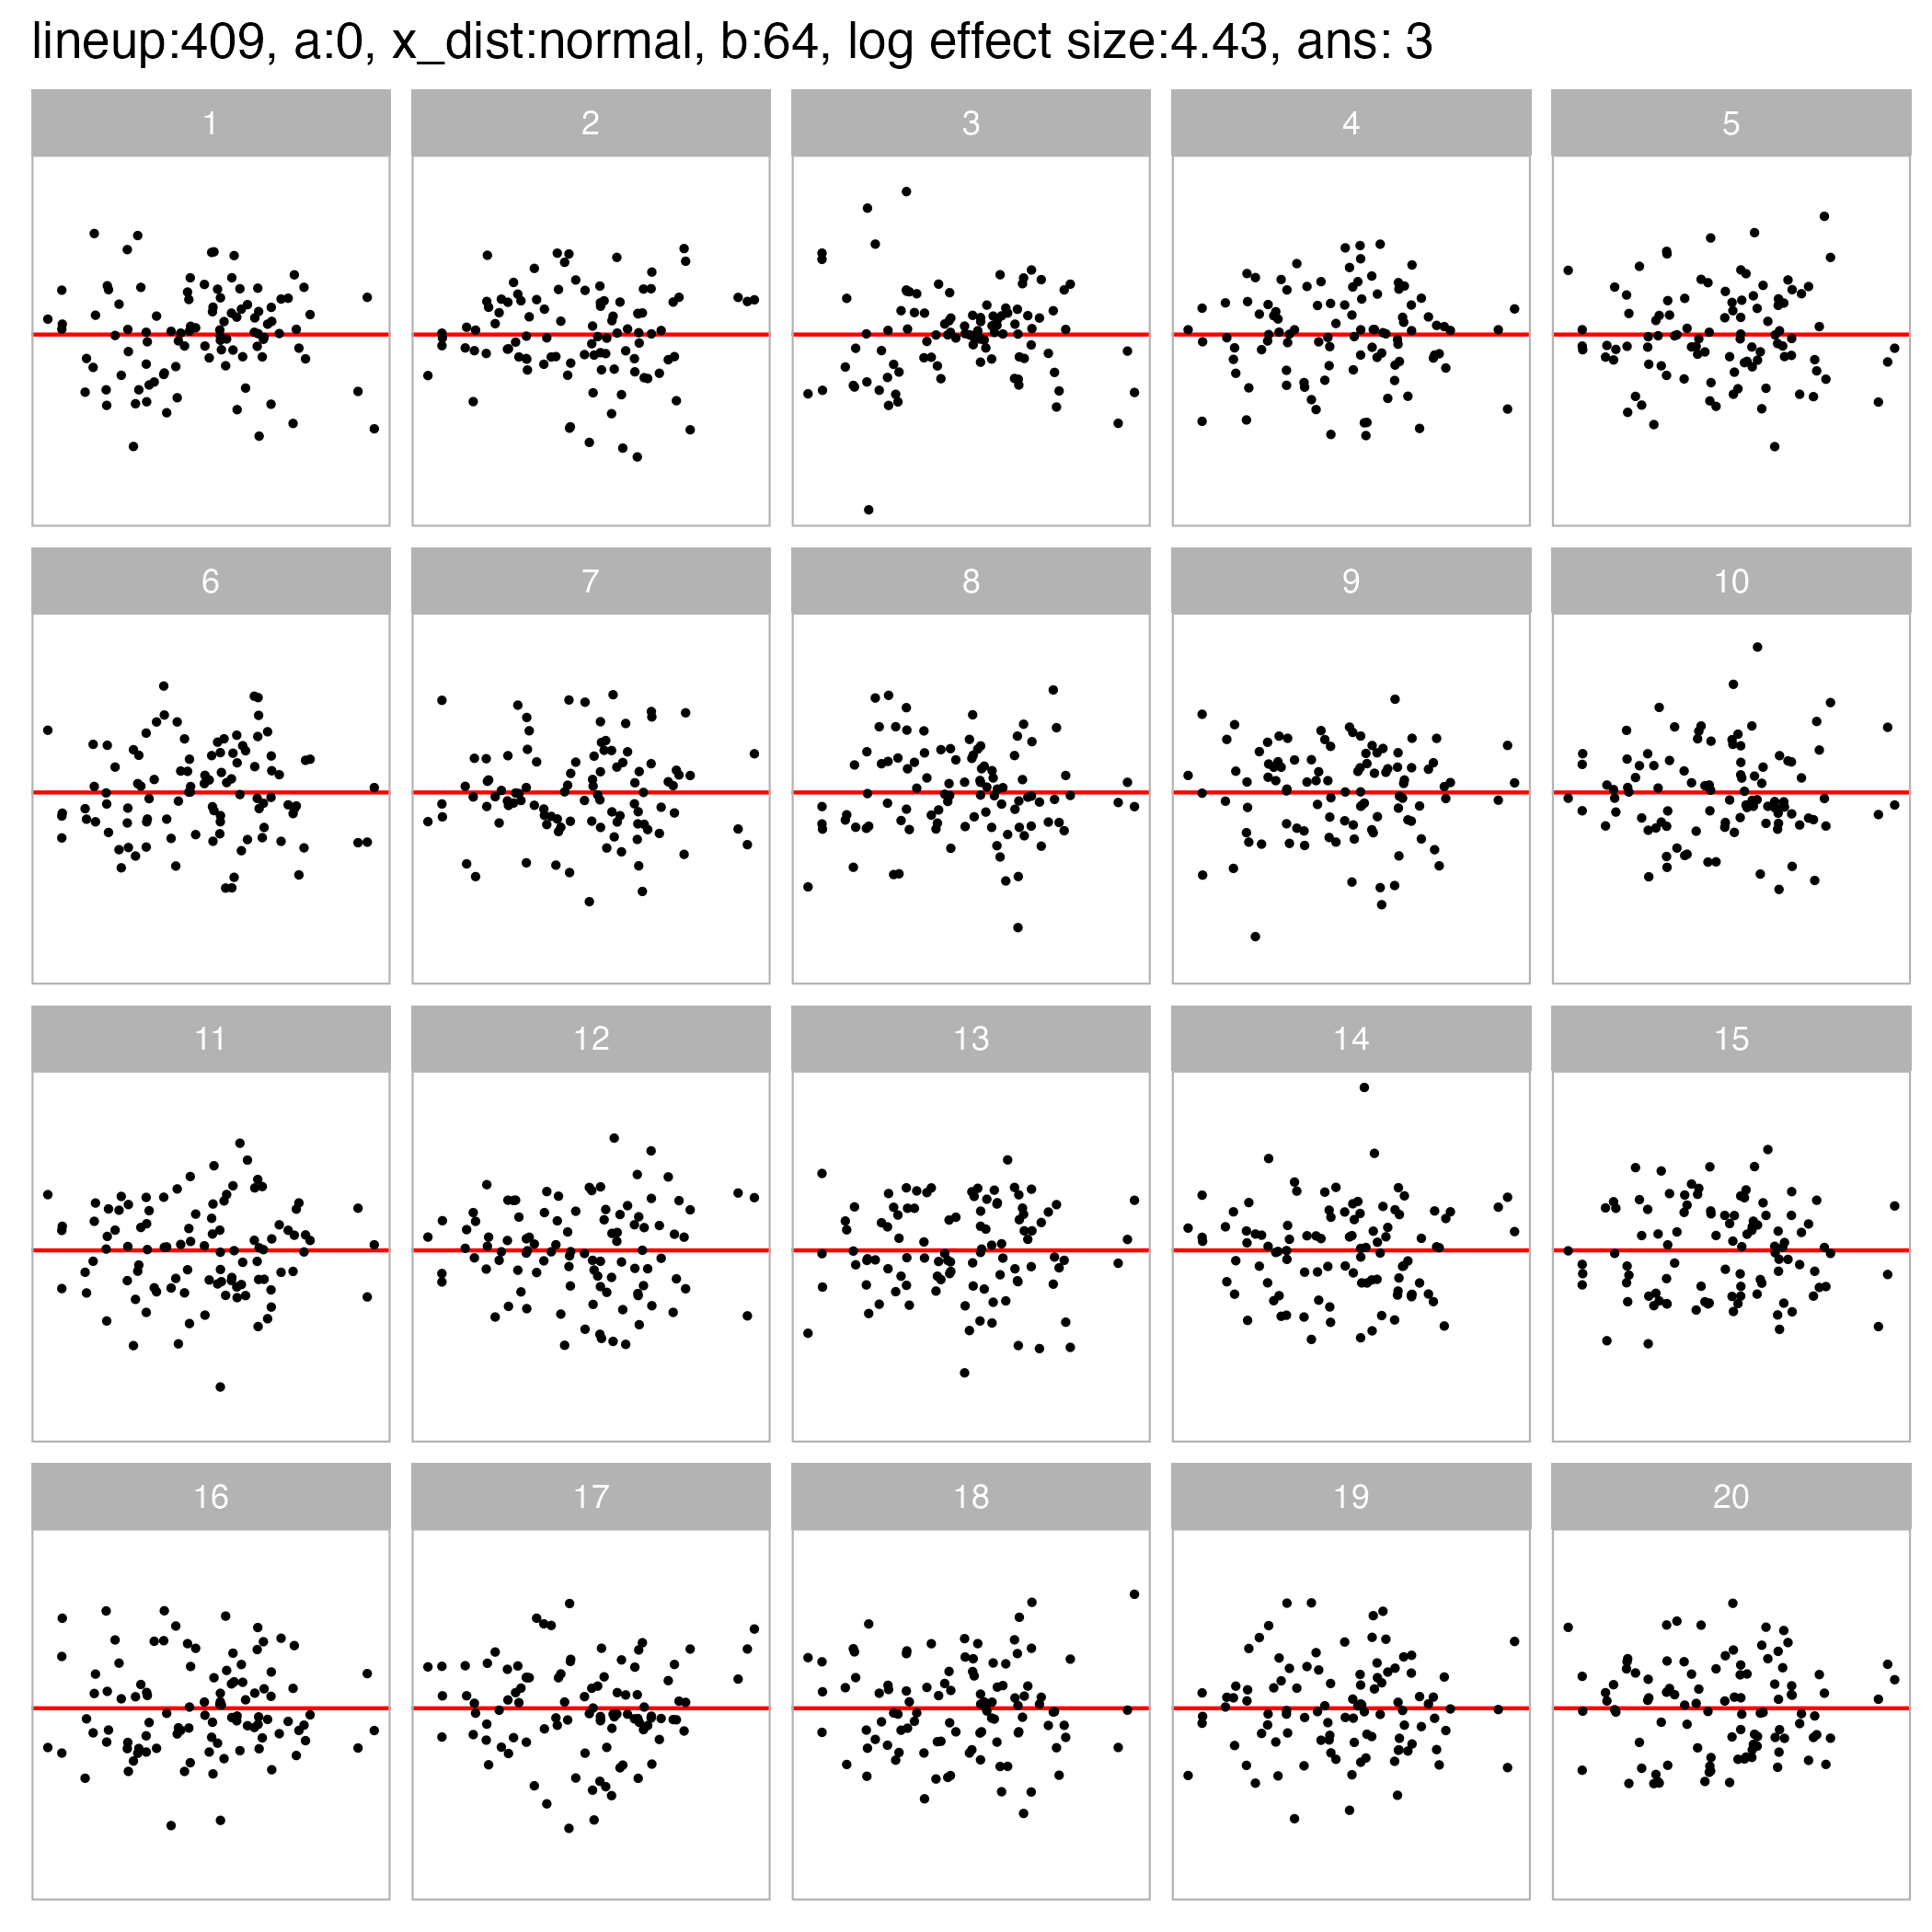 lineup:409, a:0, x_dist:normal, b:64, log effect size:4.43, ans: 3
1 2 3 4 5
6 7 8 9 10
11 12 13 14 15
16 17 18 19 20